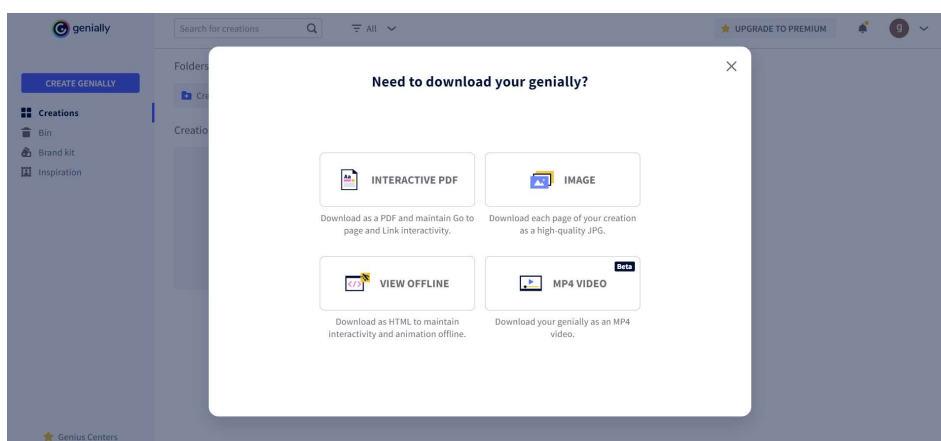 genially
Search for creations
All
UPGRADE TO PREMIUM
g
CREATE GENIALLY
Creations
Bin
Brand kit
Inspiration
Folders
Cre
Creatio
Need to download your genially?
INTERACTIVE PDF
Download as a PDF and maintain Go to
page and Link interactivity.
IMAGE
Download each page of your creation
as a high-quality JPG.
VIEW OFFLINE
Download as HTML to maintain
interactivity and animation offline.
Beta
MP4 VIDEO
Download your genially as an MP4
video.
Genius Centers